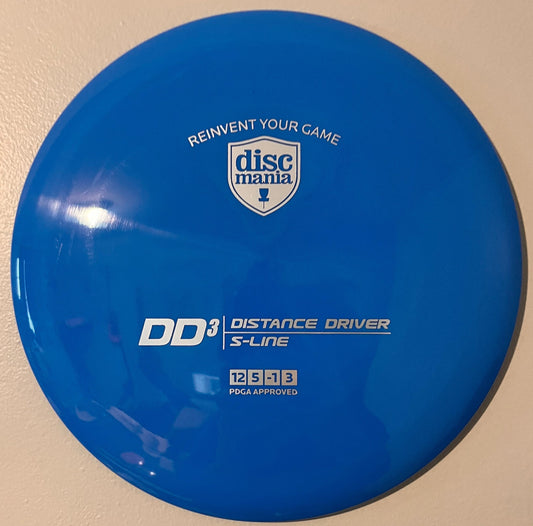 REINVENT YOUR GAME
disc
mania
DD³ DISTANCE DRIVER
S-LINE
12 5 -1 3
PDGA APPROVED